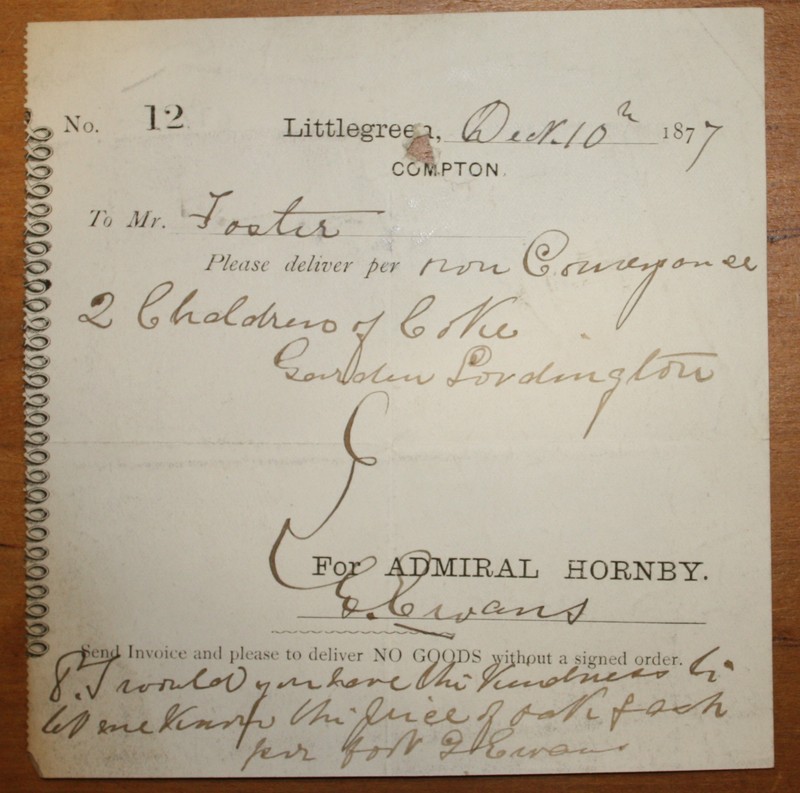 No. 12 Littlegreen, Dec. 10th 1877
COMPTON.
To Mr. Foster
Please deliver per own Conveyance
2 Chaldrens of Coke
Garden Lordington
For ADMIRAL HORNBY.
Evans
Send Invoice and please to deliver NO GOODS without a signed order.
would you have the kindness to
let me know the price of oak & ash
per foot Evans